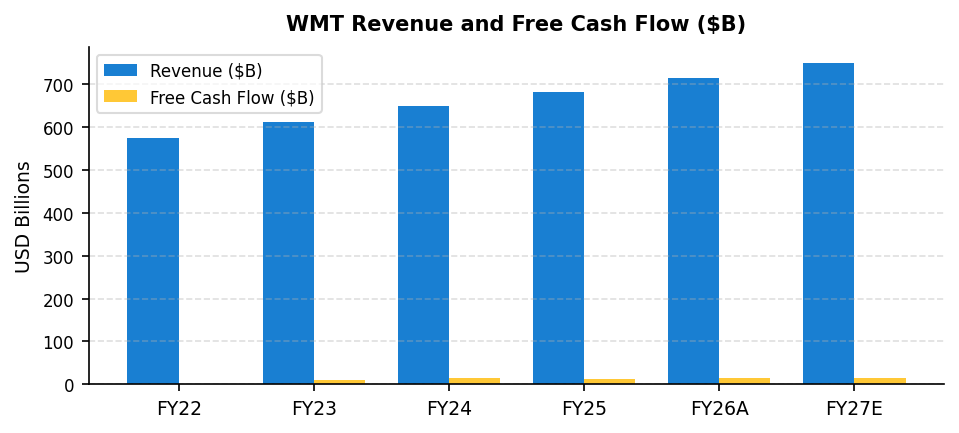 WMT Revenue and Free Cash Flow ($B)
Revenue ($B)
Free Cash Flow ($B)
USD Billions
700
600
500
400
300
200
100
0
FY22 FY23 FY24 FY25 FY26A FY27E